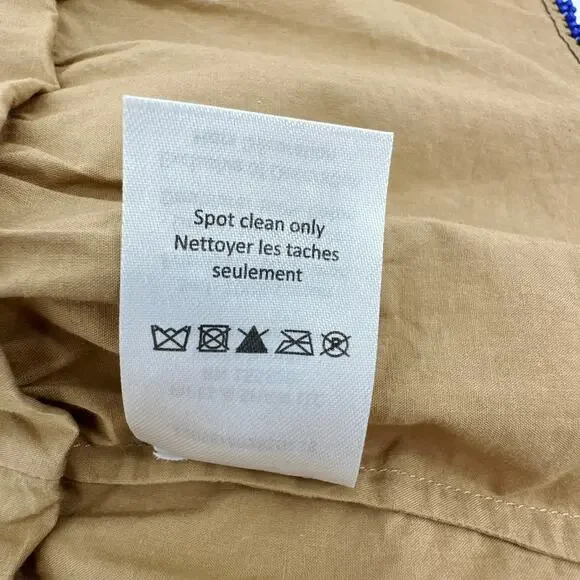 Spot clean only
Nettoyer les taches
seulement